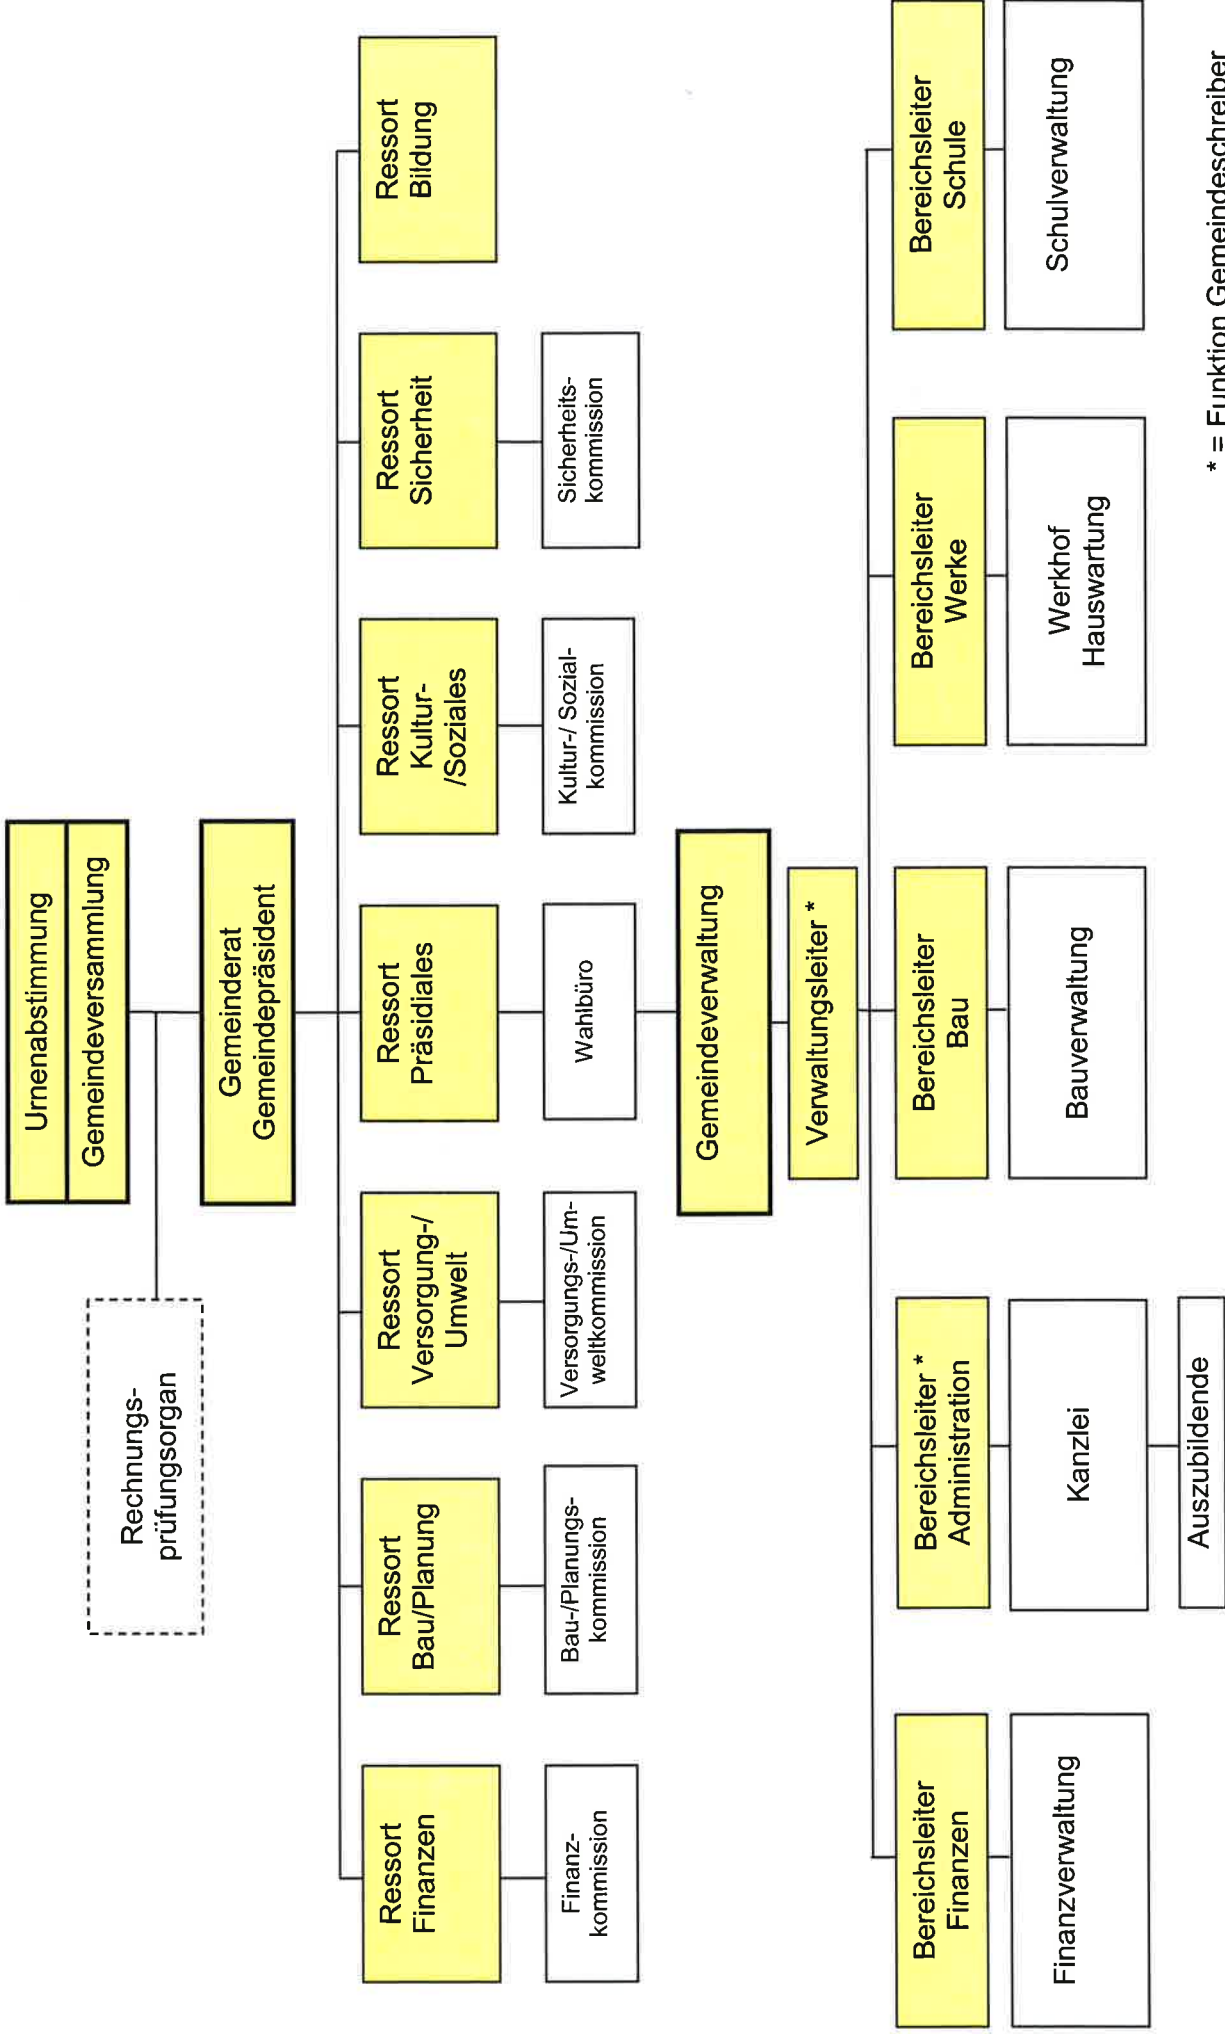 Urnenabstimmung
Gemeindeversammlung
Rechnungs-
prüfungsorgan
Gemeinderat
Gemeindepräsident
Ressort
Finanzen
Ressort
Bau/Planung
Ressort
Versorgung-/
Umwelt
Ressort
Präsidiales
Ressort
Kultur-
/Soziales
Ressort
Sicherheit
Ressort
Bildung
Finanz-
kommission
Bau-/Planungs-
kommission
Versorgungs-/Um-
weltkommission
Wahlbüro
Kultur-/ Sozial-
kommission
Sicherheits-
kommission
Gemeindeverwaltung
Verwaltungsleiter *
Bereichsleiter
Finanzen
Bereichsleiter *
Administration
Bereichsleiter
Bau
Bereichsleiter
Werke
Bereichsleiter
Schule
Finanzverwaltung
Kanzlei
Bauverwaltung
Werkhof
Hauswartung
Schulverwaltung
Auszubildende
* = Funktion Gemeindeschreiber